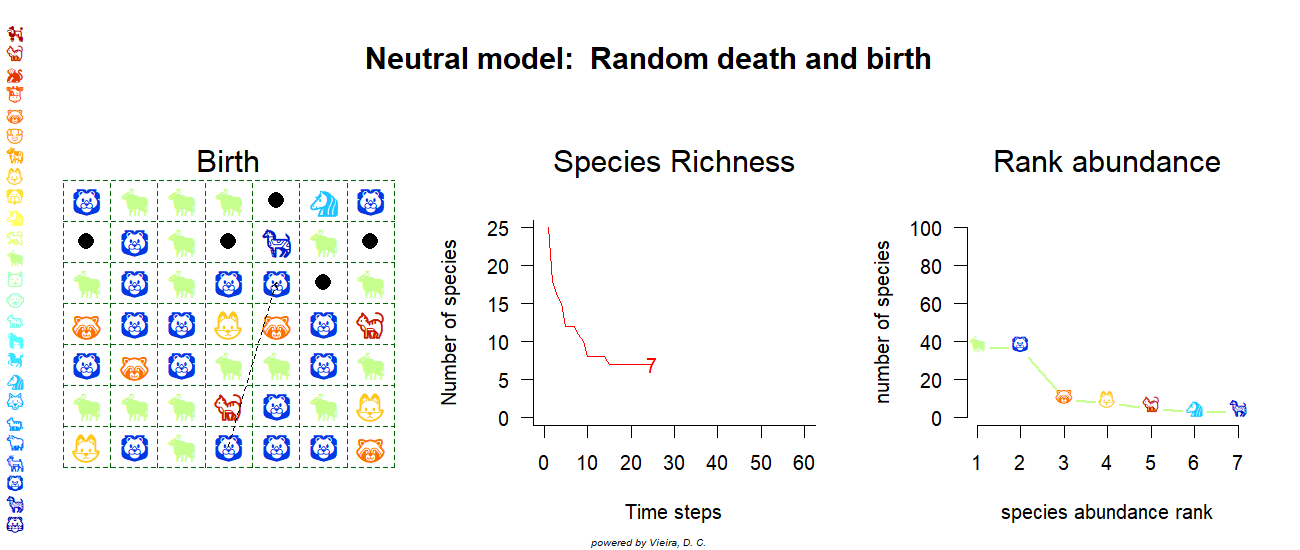 Neutral model:  Random death and birth
Birth
Species Richness
Rank abundance
Number of species
25
20
15
10
5
0
7
0 10 20 30 40 50 60
Time steps
number of species
100
80
60
40
20
0
1 2 3 4 5 6 7
species abundance rank
powered by Vieira, D. C.